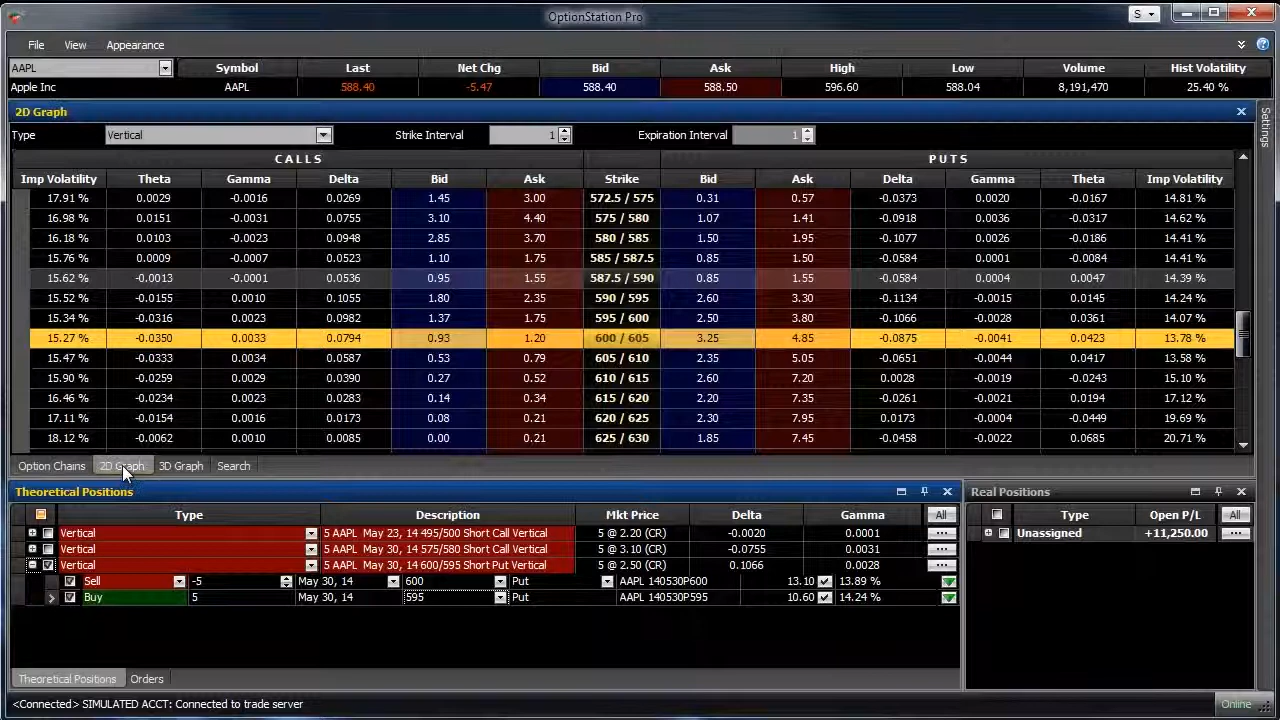 OptionStation Pro
S
File View Appearance
AAPL Symbol Last Net Chg Bid Ask High Low Volume Hist Volatility
Apple Inc AAPL 588.40 -5.47 588.40 588.50 596.60 588.04 8,191,470 25.40 %
2D Graph
Settings
Type Vertical Strike Interval 1 Expiration Interval 1
CALLS PUTS
Imp Volatility Theta Gamma Delta Bid Ask Strike Bid Ask Delta Gamma Theta Imp Volatility
17.91 % 0.0029 -0.0016 0.0269 1.45 3.00 572.5 / 575 0.31 0.57 -0.0373 0.0020 -0.0167 14.81 %
16.98 % 0.0151 -0.0031 0.0755 3.10 4.40 575 / 580 1.07 1.41 -0.0918 0.0036 -0.0317 14.62 %
16.18 % 0.0103 -0.0023 0.0948 2.85 3.70 580 / 585 1.50 1.95 -0.1077 0.0026 -0.0186 14.41 %
15.76 % 0.0009 -0.0007 0.0523 1.10 1.75 585 / 587.5 0.85 1.50 -0.0584 0.0001 -0.0084 14.41 %
15.62 % -0.0013 -0.0001 0.0536 0.95 1.55 587.5 / 590 0.85 1.55 -0.0584 0.0004 0.0047 14.39 %
15.52 % -0.0155 0.0010 0.1055 1.80 2.35 590 / 595 2.60 3.30 -0.1134 -0.0015 0.0145 14.24 %
15.34 % -0.0316 0.0023 0.0982 1.37 1.75 595 / 600 2.50 3.80 -0.1066 -0.0028 0.0361 14.07 %
15.27 % -0.0350 0.0033 0.0794 0.93 1.20 600 / 605 3.25 4.85 -0.0875 -0.0041 0.0423 13.78 %
15.47 % -0.0333 0.0034 0.0587 0.53 0.79 605 / 610 2.35 5.05 -0.0651 -0.0044 0.0417 13.58 %
15.90 % -0.0259 0.0029 0.0390 0.27 0.52 610 / 615 2.60 7.20 0.0028 -0.0019 -0.0243 15.10 %
16.46 % -0.0234 0.0023 0.0283 0.14 0.34 615 / 620 2.20 7.35 -0.0261 -0.0021 0.0194 17.12 %
17.11 % -0.0154 0.0016 0.0173 0.08 0.21 620 / 625 2.30 7.95 0.0173 -0.0004 -0.0449 19.69 %
18.12 % -0.0062 0.0010 0.0085 0.00 0.21 625 / 630 1.85 7.45 -0.0458 -0.0022 0.0685 20.71 %
Option Chains 2D Graph 3D Graph Search
Theoretical Positions Real Positions
Type Description Mkt Price Delta Gamma All Type Open P/L All
Vertical 5 AAPL May 23, 14 495/500 Short Call Vertical 5 @ 2.20 (CR) -0.0020 0.0001 ... Unassigned +11,250.00 ...
Vertical 5 AAPL May 30, 14 575/580 Short Call Vertical 5 @ 3.10 (CR) -0.0755 0.0031 ...
Vertical 5 AAPL May 30, 14 600/595 Short Put Vertical 5 @ 2.50 (CR) 0.1066 0.0028 ...
Sell -5 May 30, 14 600 Put AAPL 140530P600 13.10 13.89 %
Buy 5 May 30, 14 595 Put AAPL 140530P595 10.60 14.24 %
Theoretical Positions Orders
<Connected> SIMULATED ACCT: Connected to trade server Online